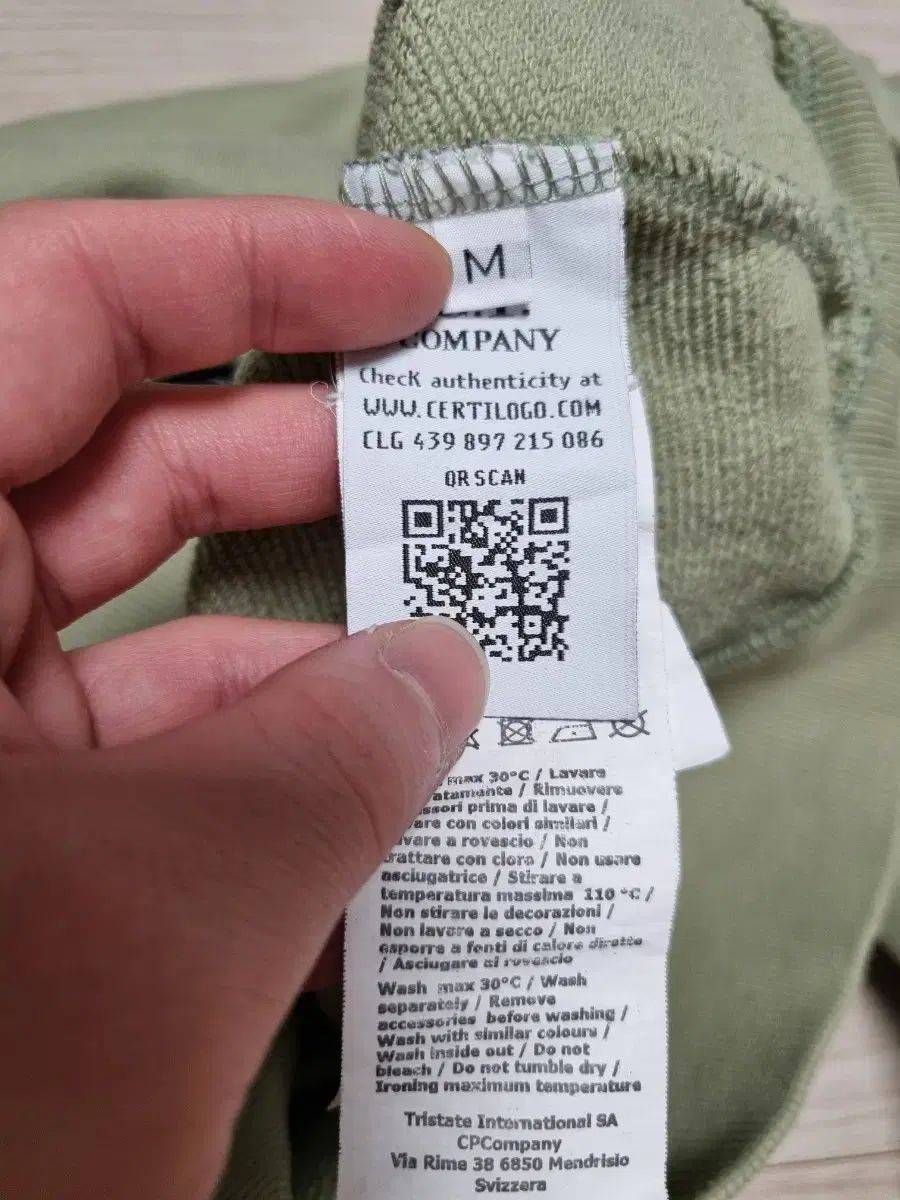 M
COMPANY
Check authenticity at
WWW.CERTILOGO.COM
CLG 439 897 215 086
QR SCAN
max 30°C / Lavare
/ Rimuovere
prima di lavare /
con colori similari /
a rovescio / Non
trattare con cloro / Non usare
asciugatrice / Stirare a
temperatura massima 110 °C /
Non stirare le decorazioni /
Non lavare a secco / Non
esporre a fonti di calore dirette
/ Asciugare al rovescio
Wash max 30°C / Wash
separately / Remove
accessories before washing /
Wash with similar colours /
Wash inside out / Do not
bleach / Do not tumble dry /
Ironing maximum temperature
Tristate International SA
CPCompany
Via Rime 38 6850 Mendrisio
Svizzera